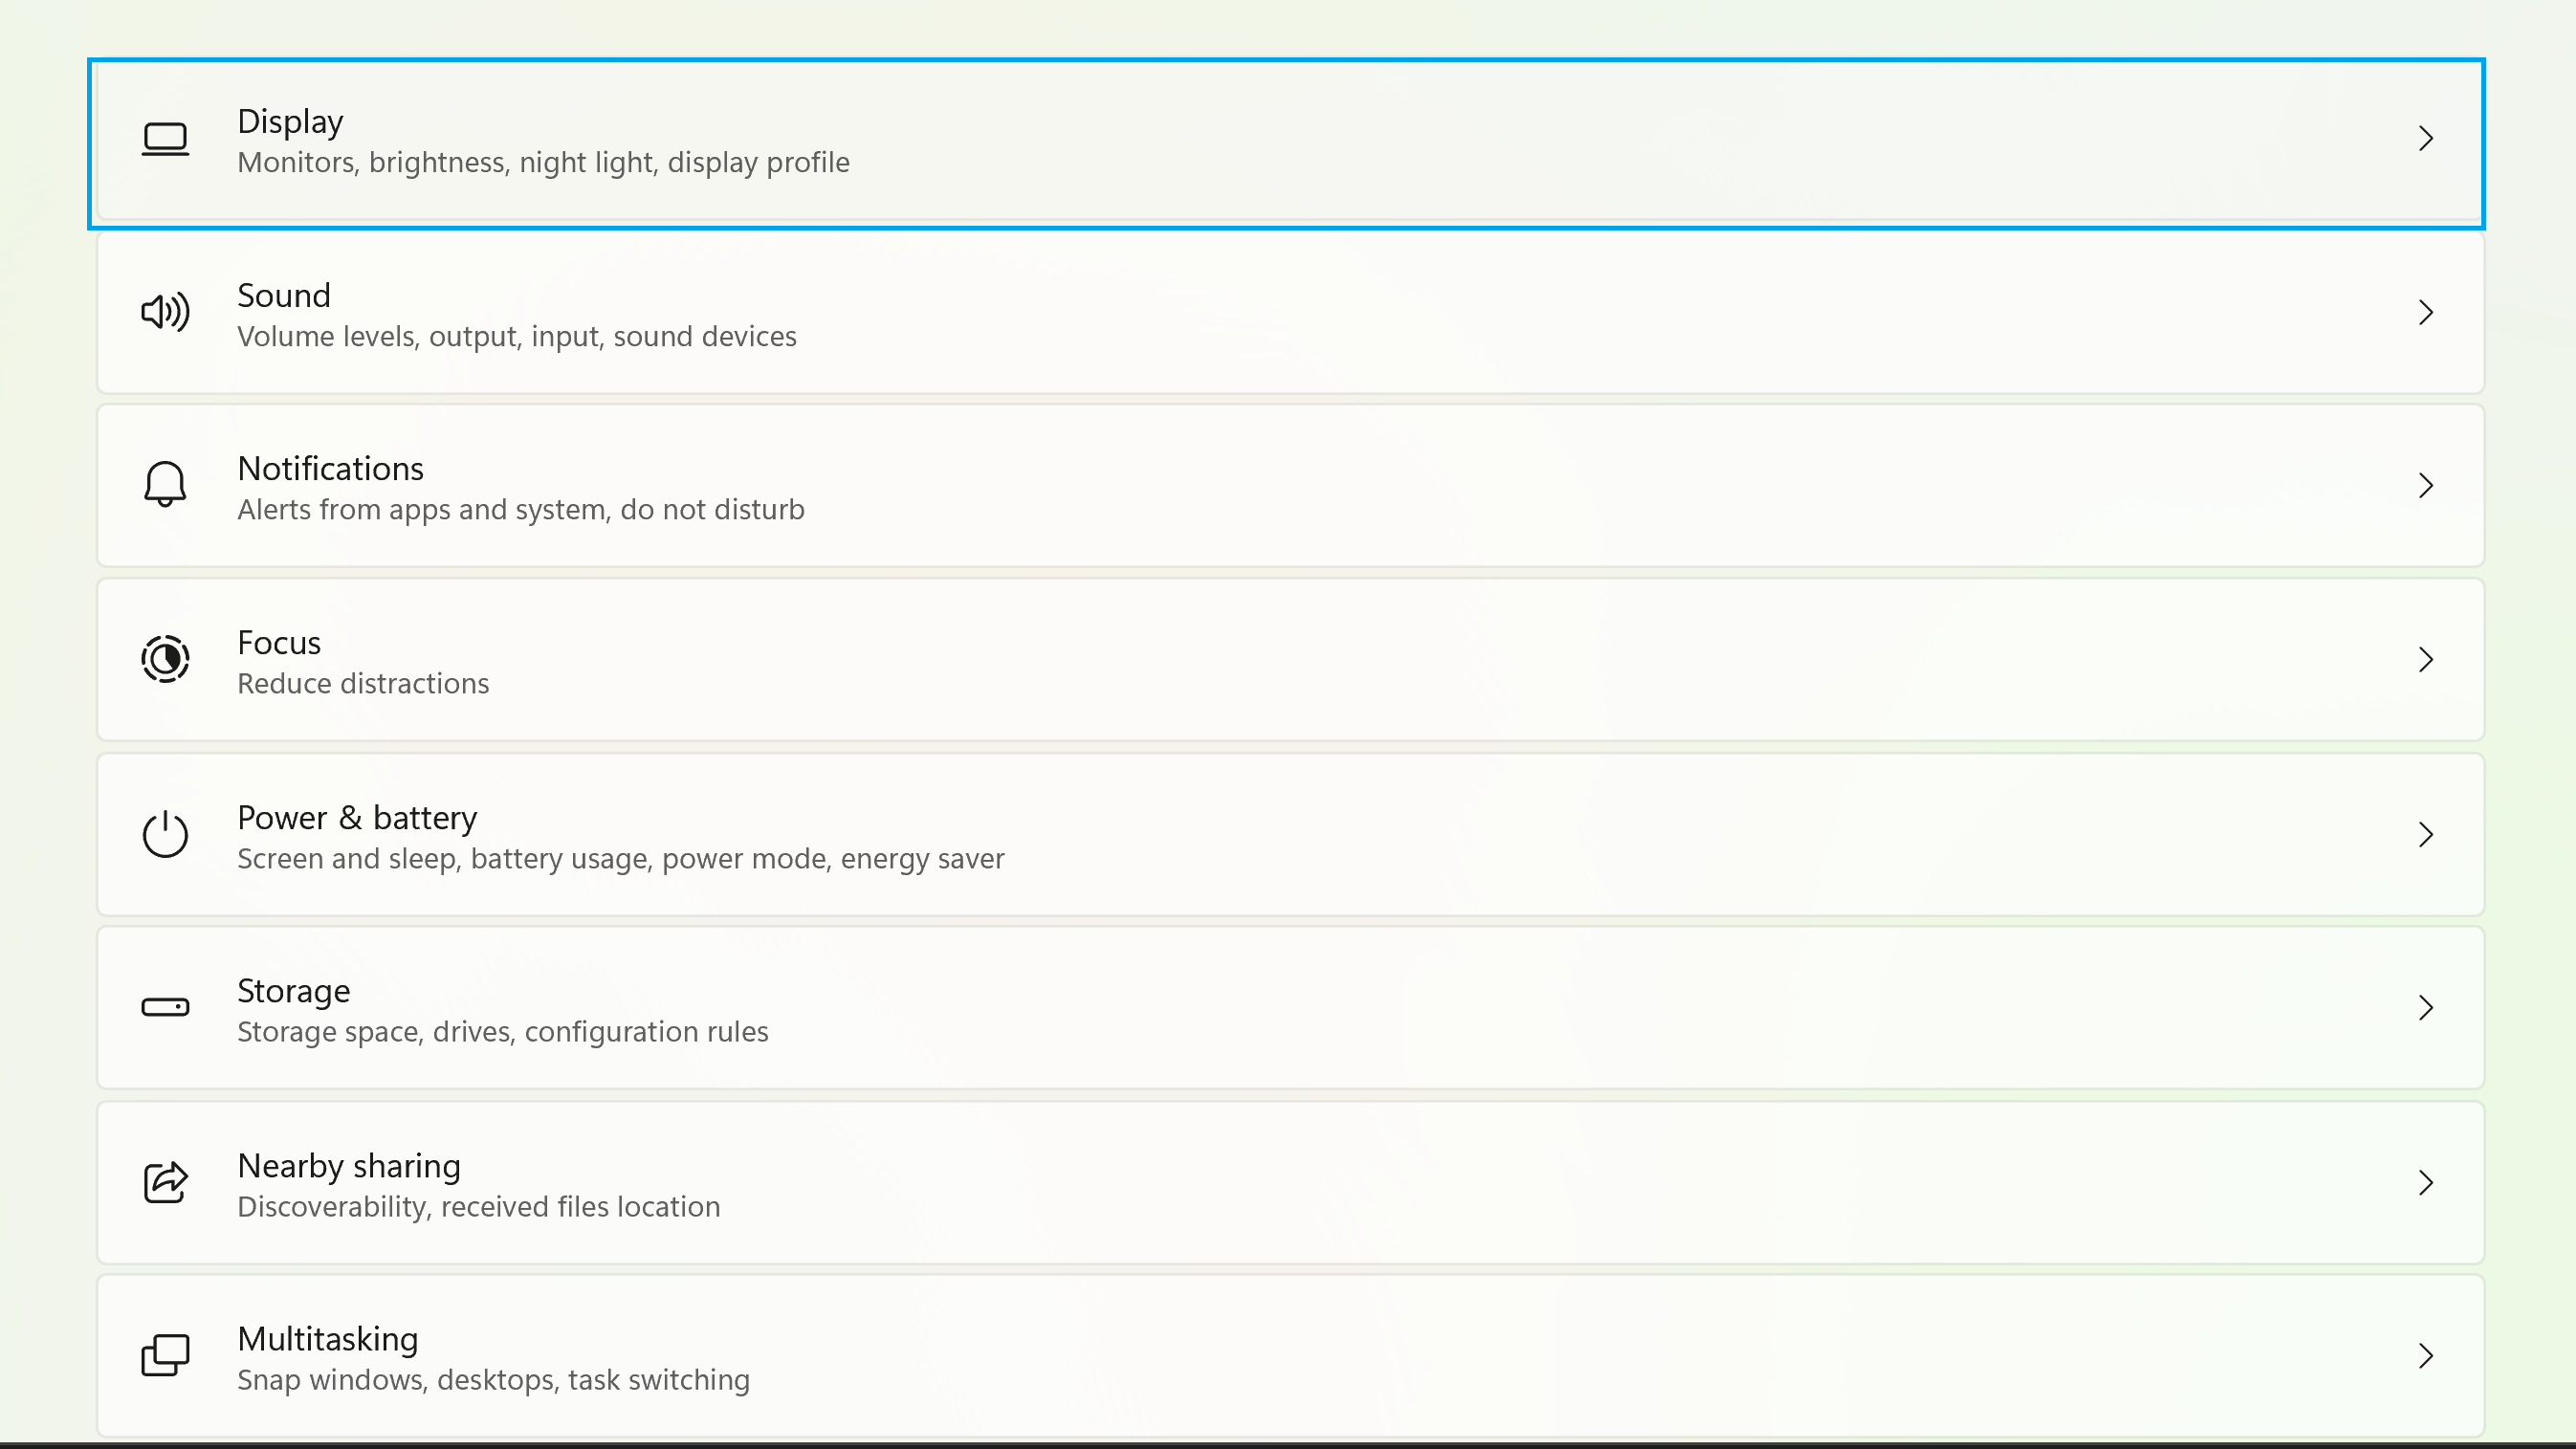 Display
Monitors, brightness, night light, display profile
Sound
Volume levels, output, input, sound devices
Notifications
Alerts from apps and system, do not disturb
Focus
Reduce distractions
Power & battery
Screen and sleep, battery usage, power mode, energy saver
Storage
Storage space, drives, configuration rules
Nearby sharing
Discoverability, received files location
Multitasking
Snap windows, desktops, task switching